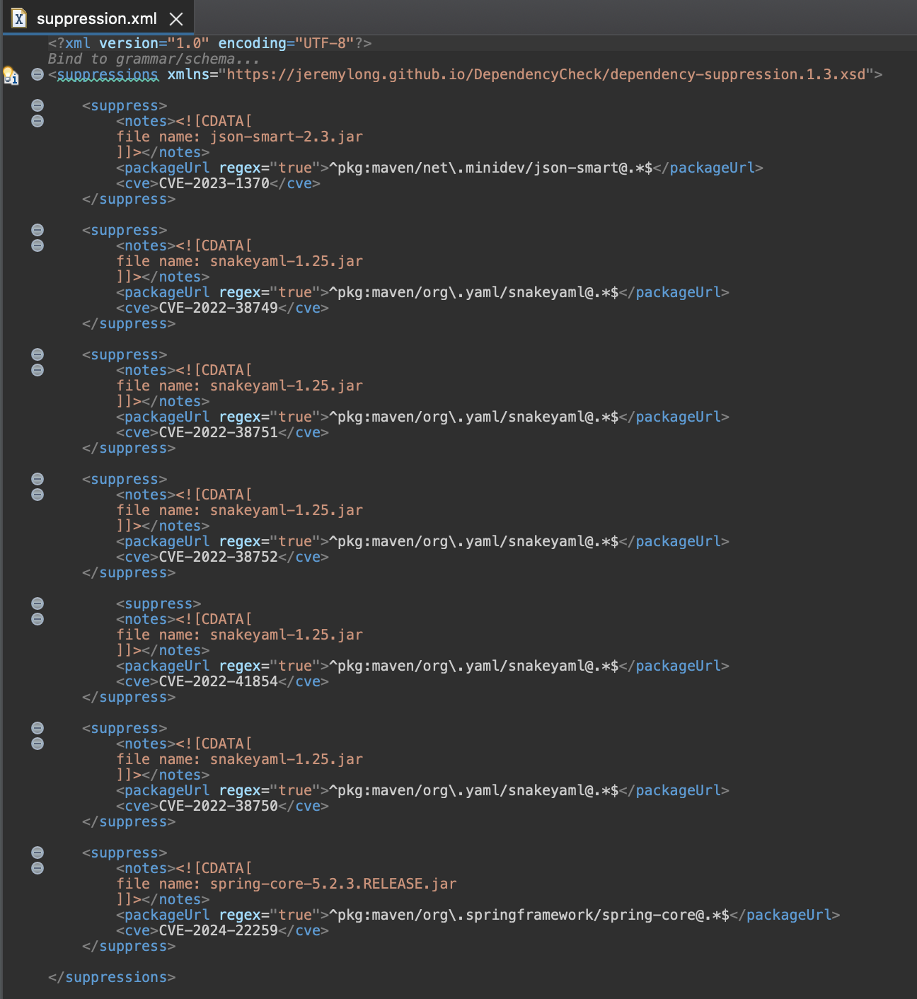 suppression.xml
<?xml version="1.0" encoding="UTF-8"?>
Bind to grammar/schema...
<suppressions xmlns="https://jeremylong.github.io/DependencyCheck/dependency-suppression.1.3.xsd">
<suppress>
<notes><![CDATA[
file name: json-smart-2.3.jar
]]></notes>
<packageUrl regex="true">^pkg:maven/net\.minidev/json-smart@.*$</packageUrl>
<cve>CVE-2023-1370</cve>
</suppress>
<suppress>
<notes><![CDATA[
file name: snakeyaml-1.25.jar
]]></notes>
<packageUrl regex="true">^pkg:maven/org\.yaml/snakeyaml@.*$</packageUrl>
<cve>CVE-2022-38749</cve>
</suppress>
<suppress>
<notes><![CDATA[
file name: snakeyaml-1.25.jar
]]></notes>
<packageUrl regex="true">^pkg:maven/org\.yaml/snakeyaml@.*$</packageUrl>
<cve>CVE-2022-38751</cve>
</suppress>
<suppress>
<notes><![CDATA[
file name: snakeyaml-1.25.jar
]]></notes>
<packageUrl regex="true">^pkg:maven/org\.yaml/snakeyaml@.*$</packageUrl>
<cve>CVE-2022-38752</cve>
</suppress>
<suppress>
<notes><![CDATA[
file name: snakeyaml-1.25.jar
]]></notes>
<packageUrl regex="true">^pkg:maven/org\.yaml/snakeyaml@.*$</packageUrl>
<cve>CVE-2022-41854</cve>
</suppress>
<suppress>
<notes><![CDATA[
file name: snakeyaml-1.25.jar
]]></notes>
<packageUrl regex="true">^pkg:maven/org\.yaml/snakeyaml@.*$</packageUrl>
<cve>CVE-2022-38750</cve>
</suppress>
<suppress>
<notes><![CDATA[
file name: spring-core-5.2.3.RELEASE.jar
]]></notes>
<packageUrl regex="true">^pkg:maven/org\.springframework/spring-core@.*$</packageUrl>
<cve>CVE-2024-22259</cve>
</suppress>
</suppressions>